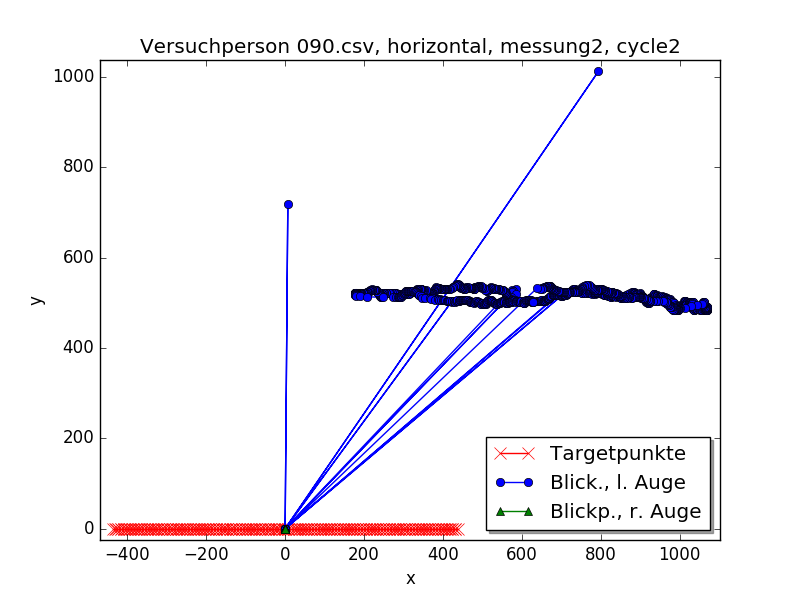 Versuchperson 090.csv, horizontal, messung2, cycle2
1000
800
600
400
200
0
y
−400
−200
0
200
400
600
800
1000
x
Targetpunkte
Blick., l. Auge
Blickp., r. Auge